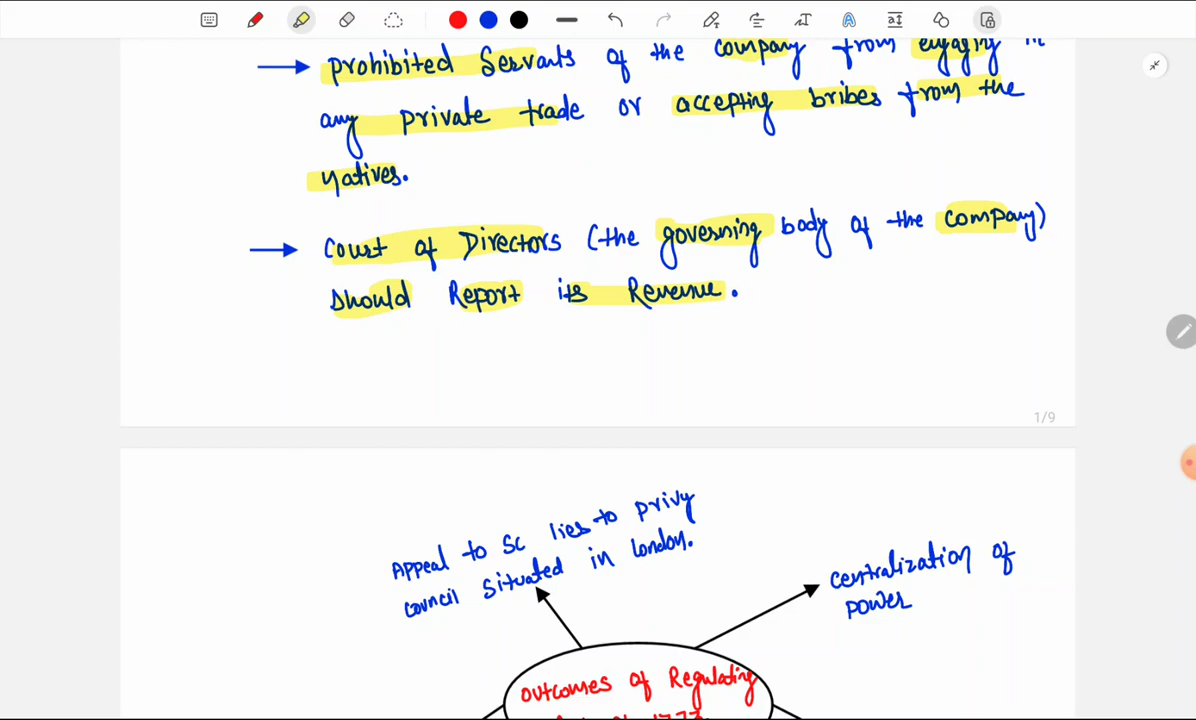 prohibited Servants of the company from engaging in
any private trade or accepting bribes from the
natives.
Court of Directors (the governing body of the company)
should Report its Revenue.
1/9
Appeal to SC lies to privy
council situated in london.
centralization of
power
outcomes of Regulating
1773